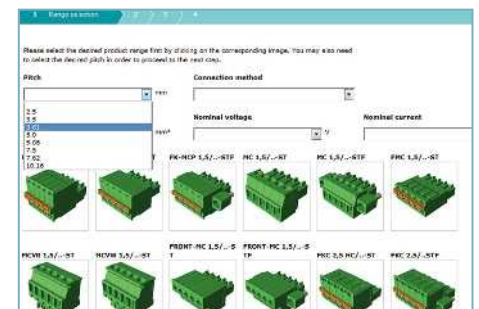 1 Range selection 2 3 4
Please select the desired product range first by clicking on the corresponding image. You may also need
to select the desired pitch in order to proceed to the next step.
Pitch Connection method
mm
2.5
3.5
3.81
5.0
5.08
7.5
7.62
10.16
mm²
Nominal voltage Nominal current
V
FK-MCP 1,5/..-STF MC 1,5/..-ST MC 1,5/..-STF FMC 1,5/..-ST
MCVR 1,5/..-ST MCVW 1,5/..-ST FRONT-MC 1,5/..-S
T FRONT-MC 1,5/..-S
TF FKC 2,5 HC/..-ST FKC 2,5/..-STF